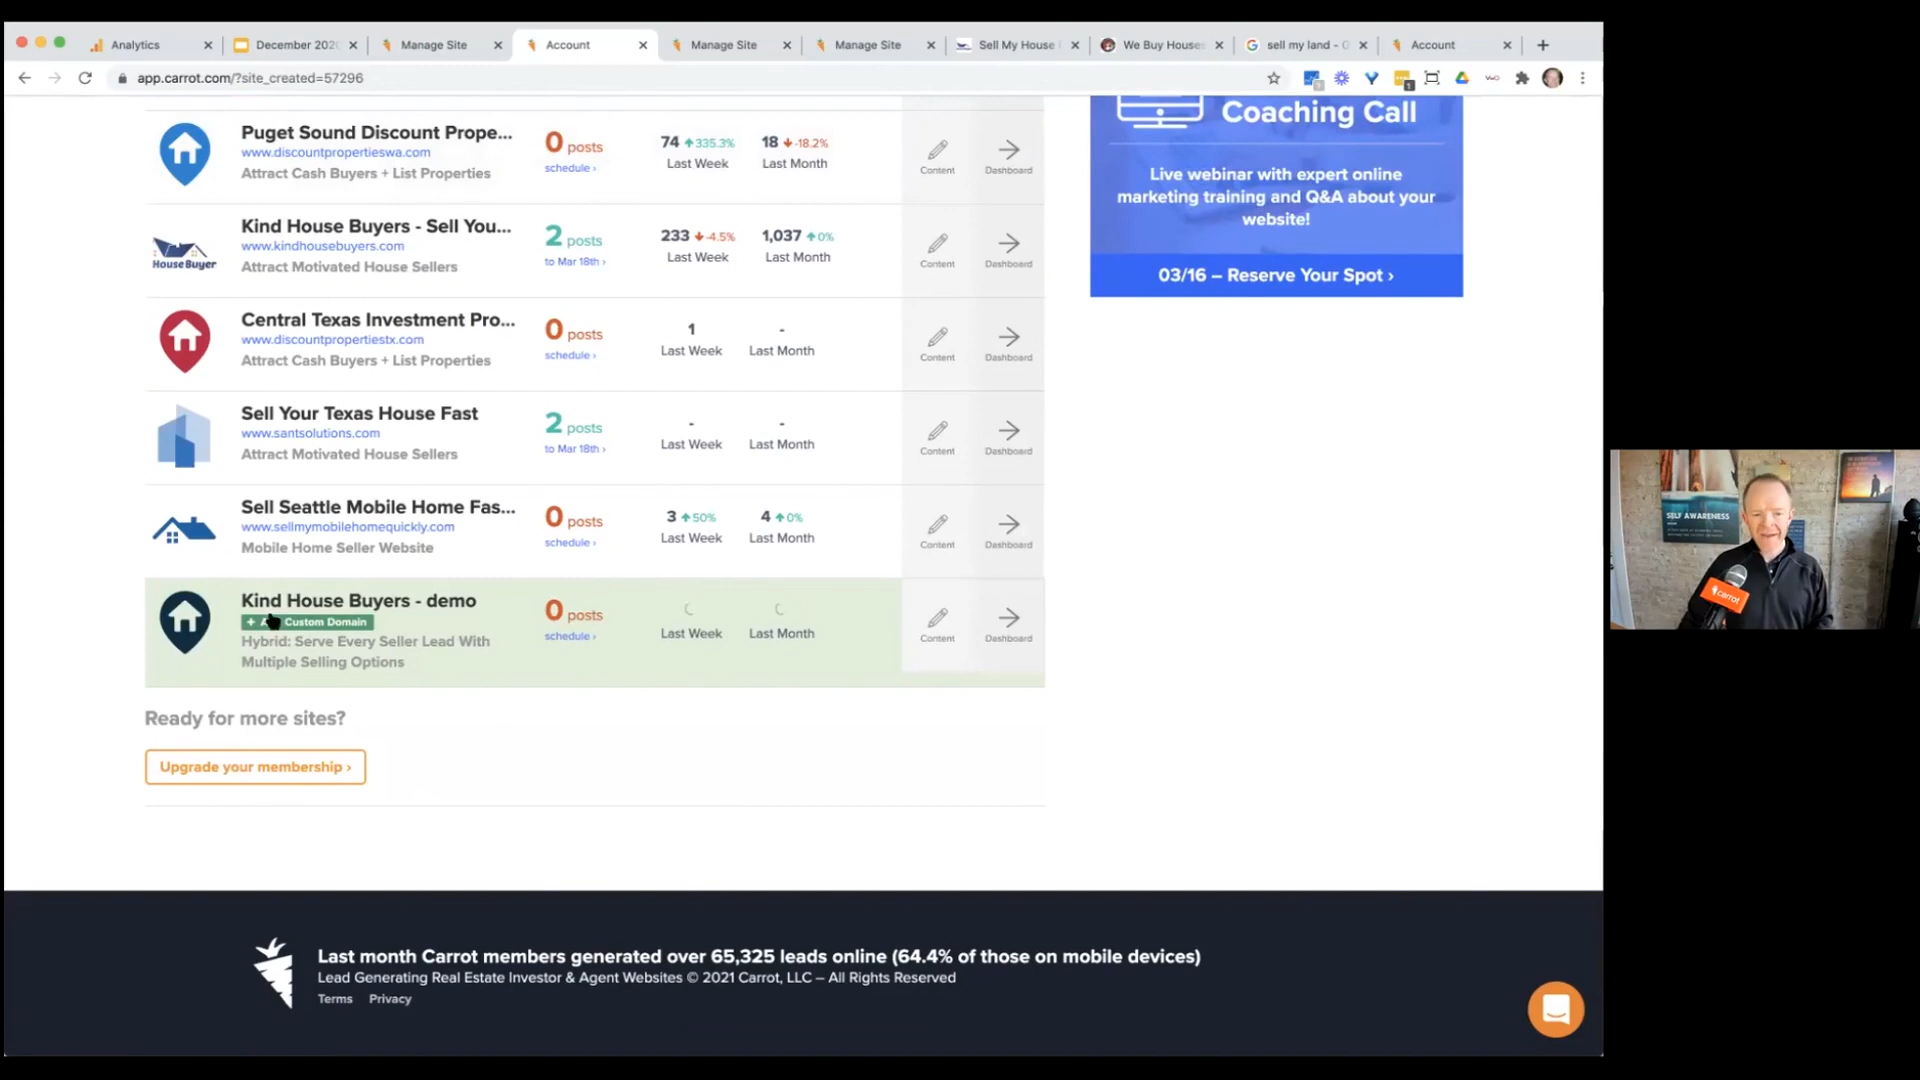 Analytics
December 202
Manage Site
Account
Manage Site
Manage Site
Sell My House
We Buy House
sell my land -
Account
app.carrot.com/?site_created=57296
Puget Sound Discount Prope...
www.discountpropertieswa.com
Attract Cash Buyers + List Properties
0 posts
schedule ›
74 335.3%
Last Week
18 -18.2%
Last Month
Content
Dashboard
House Buyer
Kind House Buyers - Sell You...
www.kindhousebuyers.com
Attract Motivated House Sellers
2 posts
to Mar 18th ›
233 -4.5%
Last Week
1,037 0%
Last Month
Content
Dashboard
Central Texas Investment Pro...
www.discountpropertiestx.com
Attract Cash Buyers + List Properties
0 posts
schedule ›
1
Last Week
-
Last Month
Content
Dashboard
Sell Your Texas House Fast
www.santsolutions.com
Attract Motivated House Sellers
2 posts
to Mar 18th ›
-
Last Week
-
Last Month
Content
Dashboard
Sell Seattle Mobile Home Fas...
www.sellmymobilehomequickly.com
Mobile Home Seller Website
0 posts
schedule ›
3 50%
Last Week
4 0%
Last Month
Content
Dashboard
Kind House Buyers - demo
+ Custom Domain
Hybrid: Serve Every Seller Lead With
Multiple Selling Options
0 posts
schedule ›
Last Week
Last Month
Content
Dashboard
Ready for more sites?
Upgrade your membership ›
Coaching Call
Live webinar with expert online
marketing training and Q&A about your
website!
03/16 – Reserve Your Spot ›
SELF AWARENESS
carrot
Last month Carrot members generated over 65,325 leads online (64.4% of those on mobile devices)
Lead Generating Real Estate Investor & Agent Websites © 2021 Carrot, LLC – All Rights Reserved
Terms Privacy